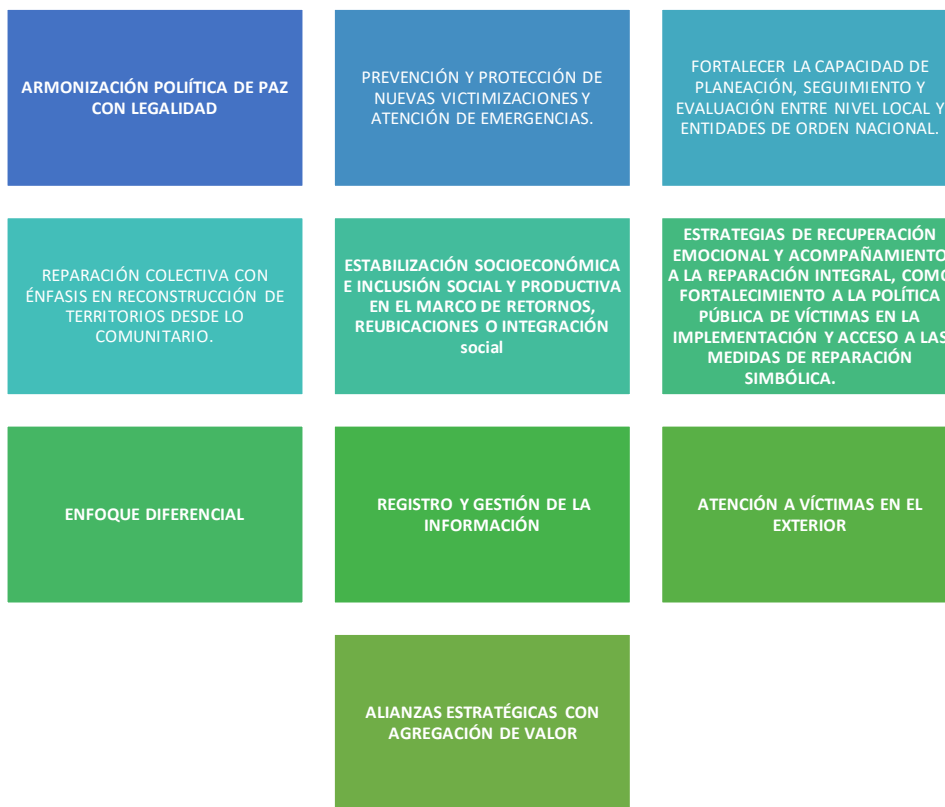 ARMONIZACIÓN POLIÍTICA DE PAZ
CON LEGALIDAD
PREVENCIÓN Y PROTECCIÓN DE
NUEVAS VICTIMIZACIONES Y
ATENCIÓN DE EMERGENCIAS.
FORTALECER LA CAPACIDAD DE
PLANEACIÓN, SEGUIMIENTO Y
EVALUACIÓN ENTRE NIVEL LOCAL Y
ENTIDADES DE ORDEN NACIONAL.
REPARACIÓN COLECTIVA CON
ÉNFASIS EN RECONSTRUCCIÓN DE
TERRITORIOS DESDE LO
COMUNITARIO.
ESTABILIZACIÓN SOCIOECONÓMICA
E INCLUSIÓN SOCIAL Y PRODUCTIVA
EN EL MARCO DE RETORNOS,
REUBICACIONES O INTEGRACIÓN
social
ESTRATEGIAS DE RECUPERACIÓN
EMOCIONAL Y ACOMPAÑAMIENTO
A LA REPARACIÓN INTEGRAL, COMO
FORTALECIMIENTO A LA POLÍTICA
PÚBLICA DE VÍCTIMAS EN LA
IMPLEMENTACIÓN Y ACCESO A LAS
MEDIDAS DE REPARACIÓN
SIMBÓLICA.
ENFOQUE DIFERENCIAL
REGISTRO Y GESTIÓN DE LA
INFORMACIÓN
ATENCIÓN A VÍCTIMAS EN EL
EXTERIOR
ALIANZAS ESTRATÉGICAS CON
AGREGACIÓN DE VALOR